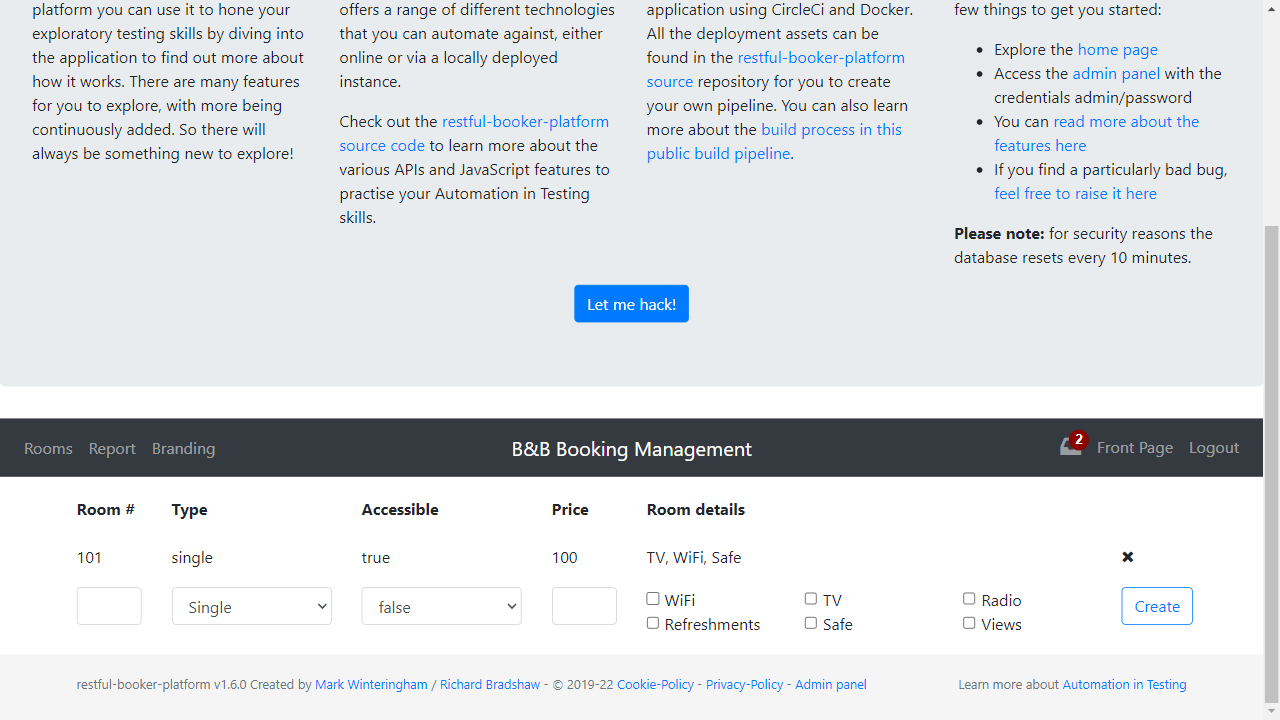 platform you can use it to hone your
exploratory testing skills by diving into
the application to find out more about
how it works. There are many features
for you to explore, with more being
continuously added. So there will
always be something new to explore!
offers a range of different technologies
that you can automate against, either
online or via a locally deployed
instance.
Check out the restful-booker-platform
source code to learn more about the
various APIs and JavaScript features to
practise your Automation in Testing
skills.
application using CircleCi and Docker.
All the deployment assets can be
found in the restful-booker-platform
source repository for you to create
your own pipeline. You can also learn
more about the build process in this
public build pipeline.
few things to get you started:
• Explore the home page
• Access the admin panel with the
credentials admin/password
• You can read more about the
features here
• If you find a particularly bad bug,
feel free to raise it here
Please note: for security reasons the
database resets every 10 minutes.
Let me hack!
Rooms Report Branding B&B Booking Management 2 Front Page Logout
Room # Type Accessible Price Room details
101 single true 100 TV, WiFi, Safe
Single false WiFi TV Radio Create
Refreshments Safe Views
restful-booker-platform v1.6.0 Created by Mark Winteringham / Richard Bradshaw - © 2019-22 Cookie-Policy - Privacy-Policy - Admin panel Learn more about Automation in Testing